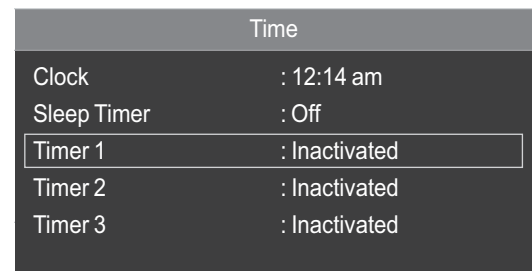 Time
Clock : 12:14 am
Sleep Timer : Off
Timer 1 : Inactivated
Timer 2 : Inactivated
Timer 3 : Inactivated